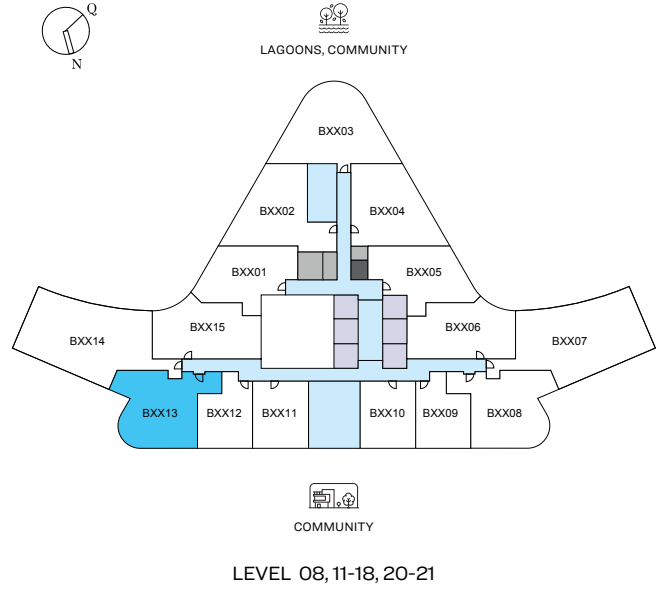 Q
N
LAGOONS, COMMUNITY
BXX03
BXX02
BXX04
BXX01
BXX05
BXX14
BXX15
BXX06
BXX07
BXX13
BXX12
BXX11
BXX10
BXX09
BXX08
COMMUNITY
LEVEL 08, 11-18, 20-21